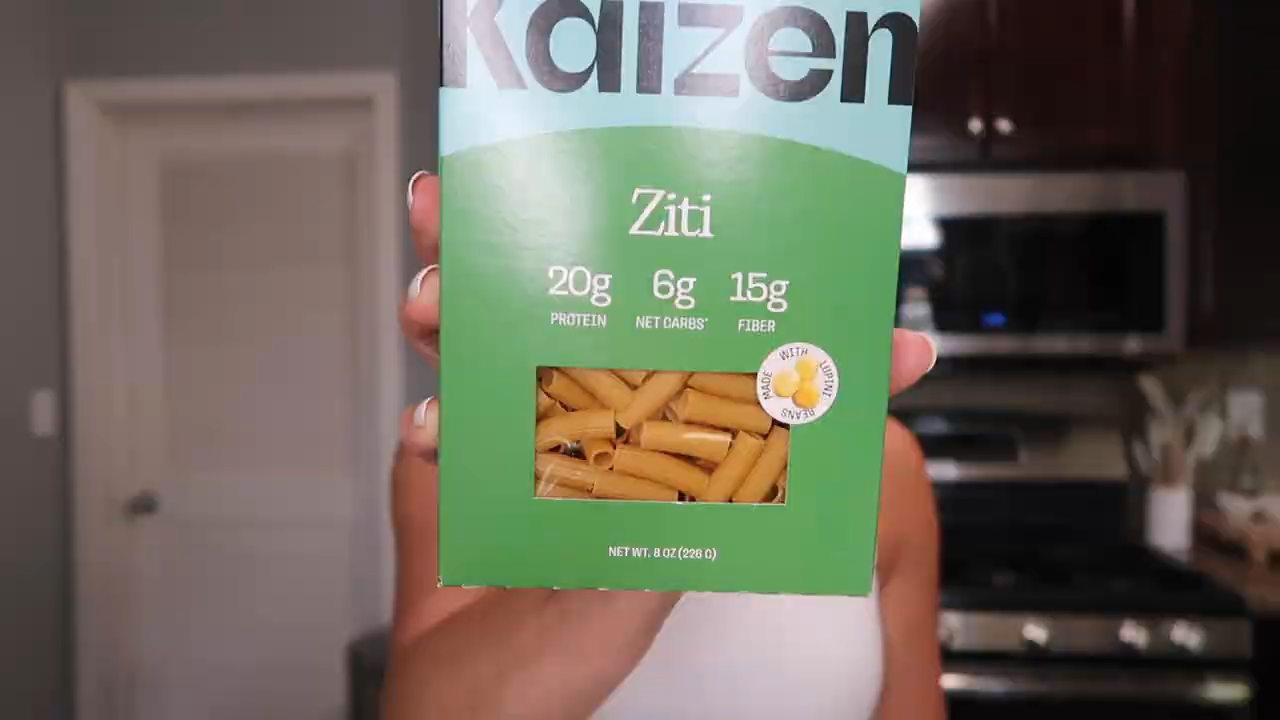 Kaizen
Ziti
20g 6g 15g
PROTEIN NET CARBS* FIBER
MADE WITH LUPINI BEANS
NET WT. 8 OZ (226 G)